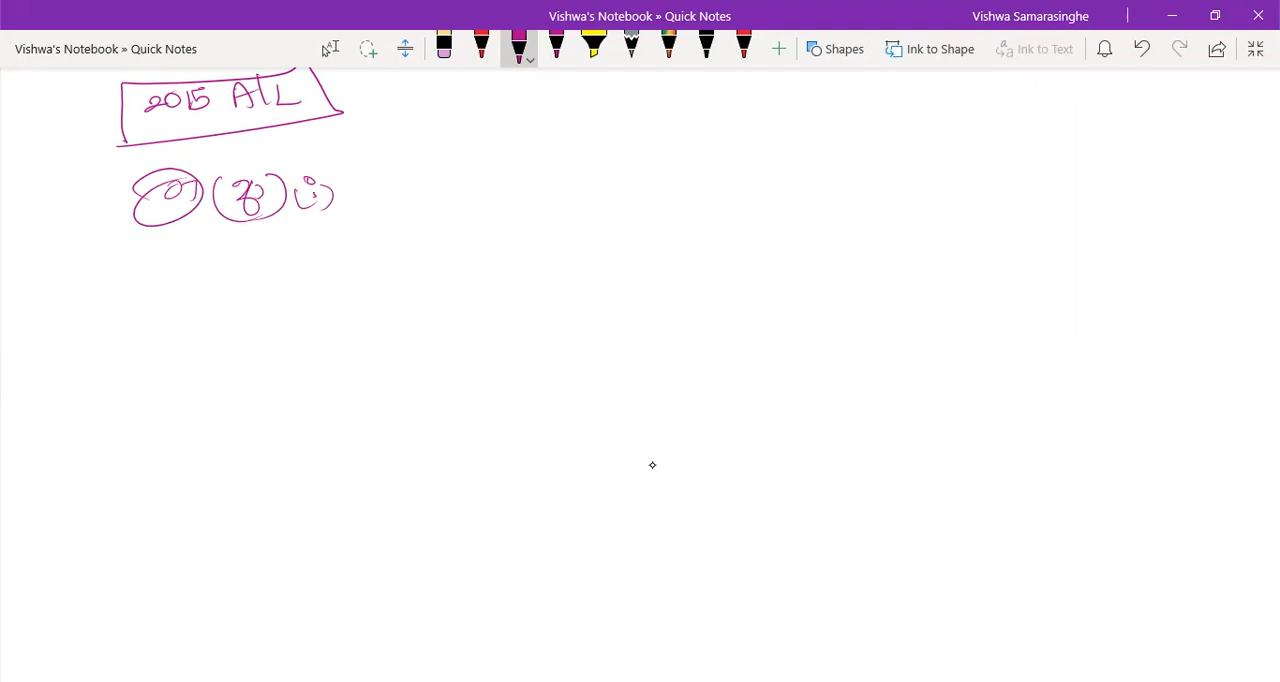 Vishwa's Notebook » Quick Notes
Vishwa Samarasinghe
Vishwa's Notebook » Quick Notes
Shapes
Ink to Shape
Ink to Text
2015 A/L
(i)